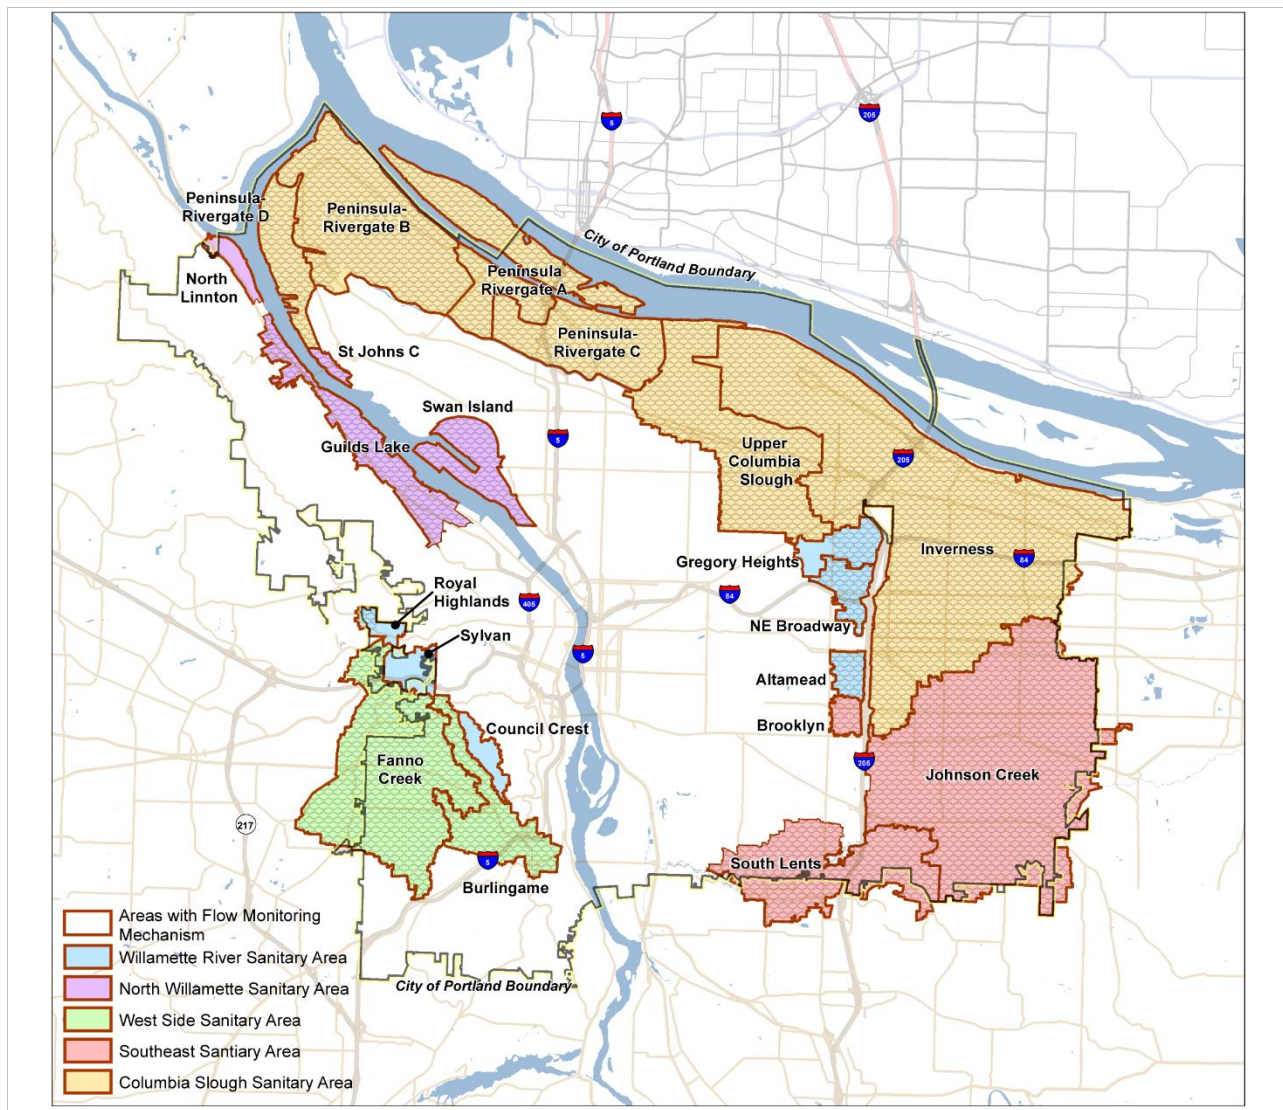 5
205
Peninsula-
Rivergate D
Peninsula-
Rivergate B
City of Portland Boundary
North
Linnton
Peninsula
Rivergate A
Peninsula-
Rivergate C
St Johns C
Swan Island
Guilds Lake
5
Upper
Columbia
Slough
205
Inverness
84
Gregory Heights
84
Royal
Highlands
405
NE Broadway
Sylvan
5
Altamead
Brooklyn
Council Crest
Fanno
Creek
205
Johnson Creek
217
5
Burlingame
South Lents
Areas with Flow Monitoring
Mechanism
Willamette River Sanitary Area
North Willamette Sanitary Area
West Side Sanitary Area
Southeast Santiary Area
Columbia Slough Sanitary Area
City of Portland Boundary